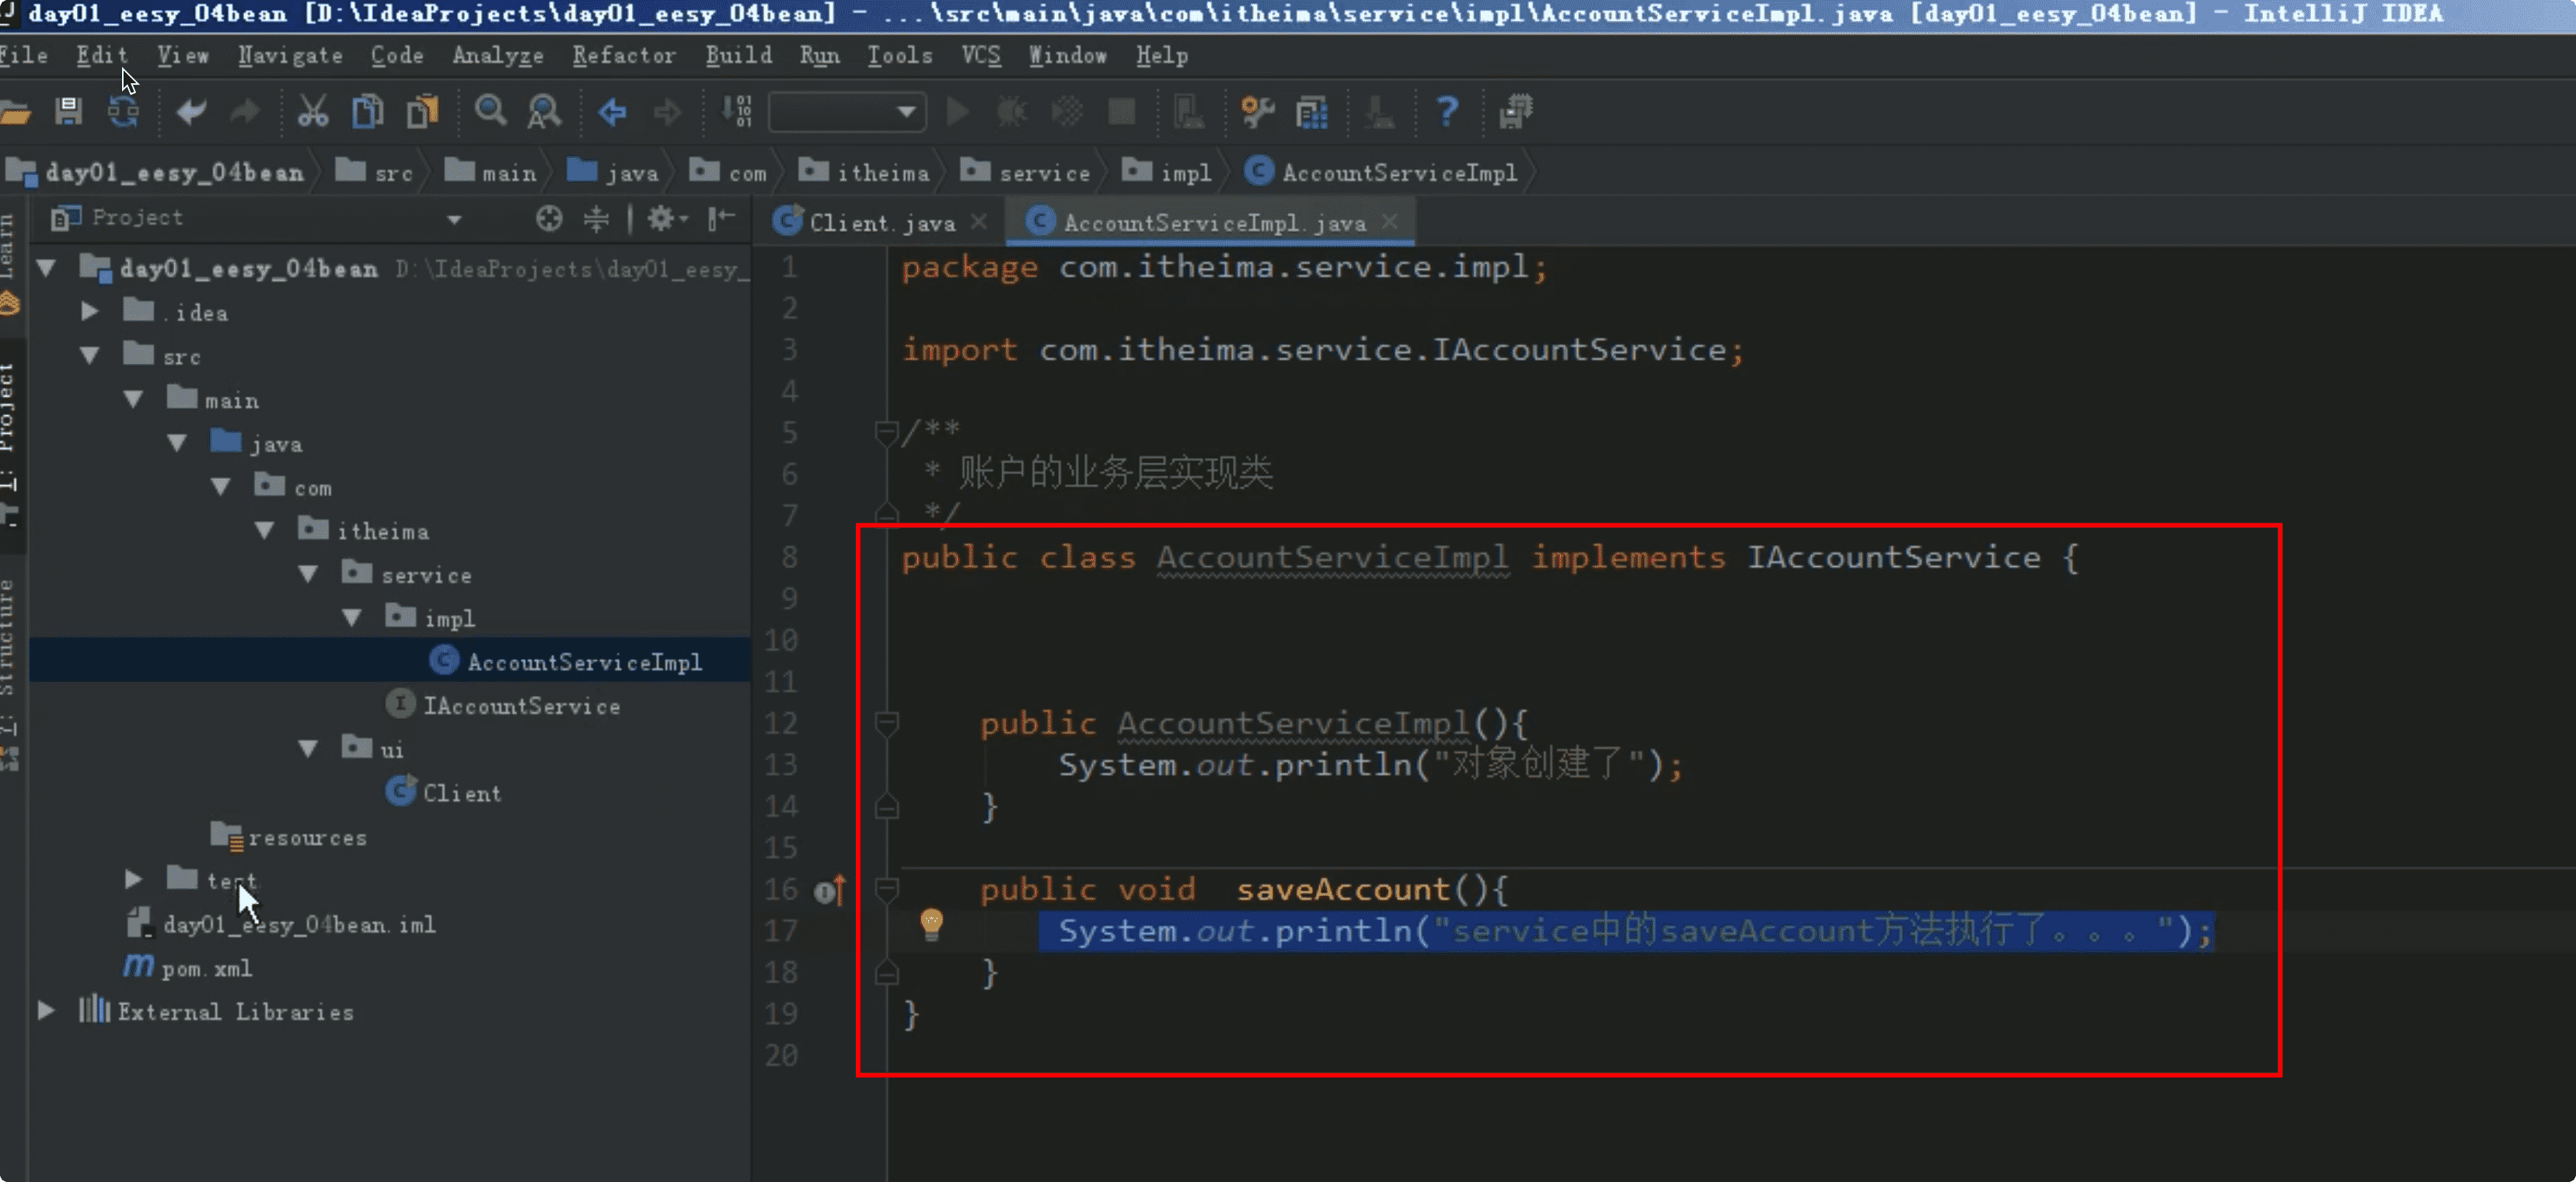 day01_eesy_04bean [D:\IdeaProjects\day01_eesy_04bean] - ...\src\main\java\com\itheima\service\impl\AccountServiceImpl.java [day01_eesy_04bean] - IntelliJ IDEA
File Edit View Navigate Code Analyze Refactor Build Run Tools VCS Window Help
day01_eesy_04bean src main java com itheima service impl AccountServiceImpl
Learn
1: Project
7: Structure
Project
day01_eesy_04bean D:\IdeaProjects\day01_eesy_
.idea
src
main
java
com
itheima
service
impl
AccountServiceImpl
IAccountService
ui
Client
resources
test
day01_eesy_04bean.iml
pom.xml
External Libraries
Client.java AccountServiceImpl.java
1 package com.itheima.service.impl;
2
3 import com.itheima.service.IAccountService;
4
5 /**
6 * 账户的业务层实现类
7 */
8 public class AccountServiceImpl implements IAccountService {
9
10
11
12 public AccountServiceImpl(){
13 System.out.println("对象创建了");
14 }
15
16 public void saveAccount(){
17 System.out.println("service中的saveAccount方法执行了。。。");
18 }
19 }
20